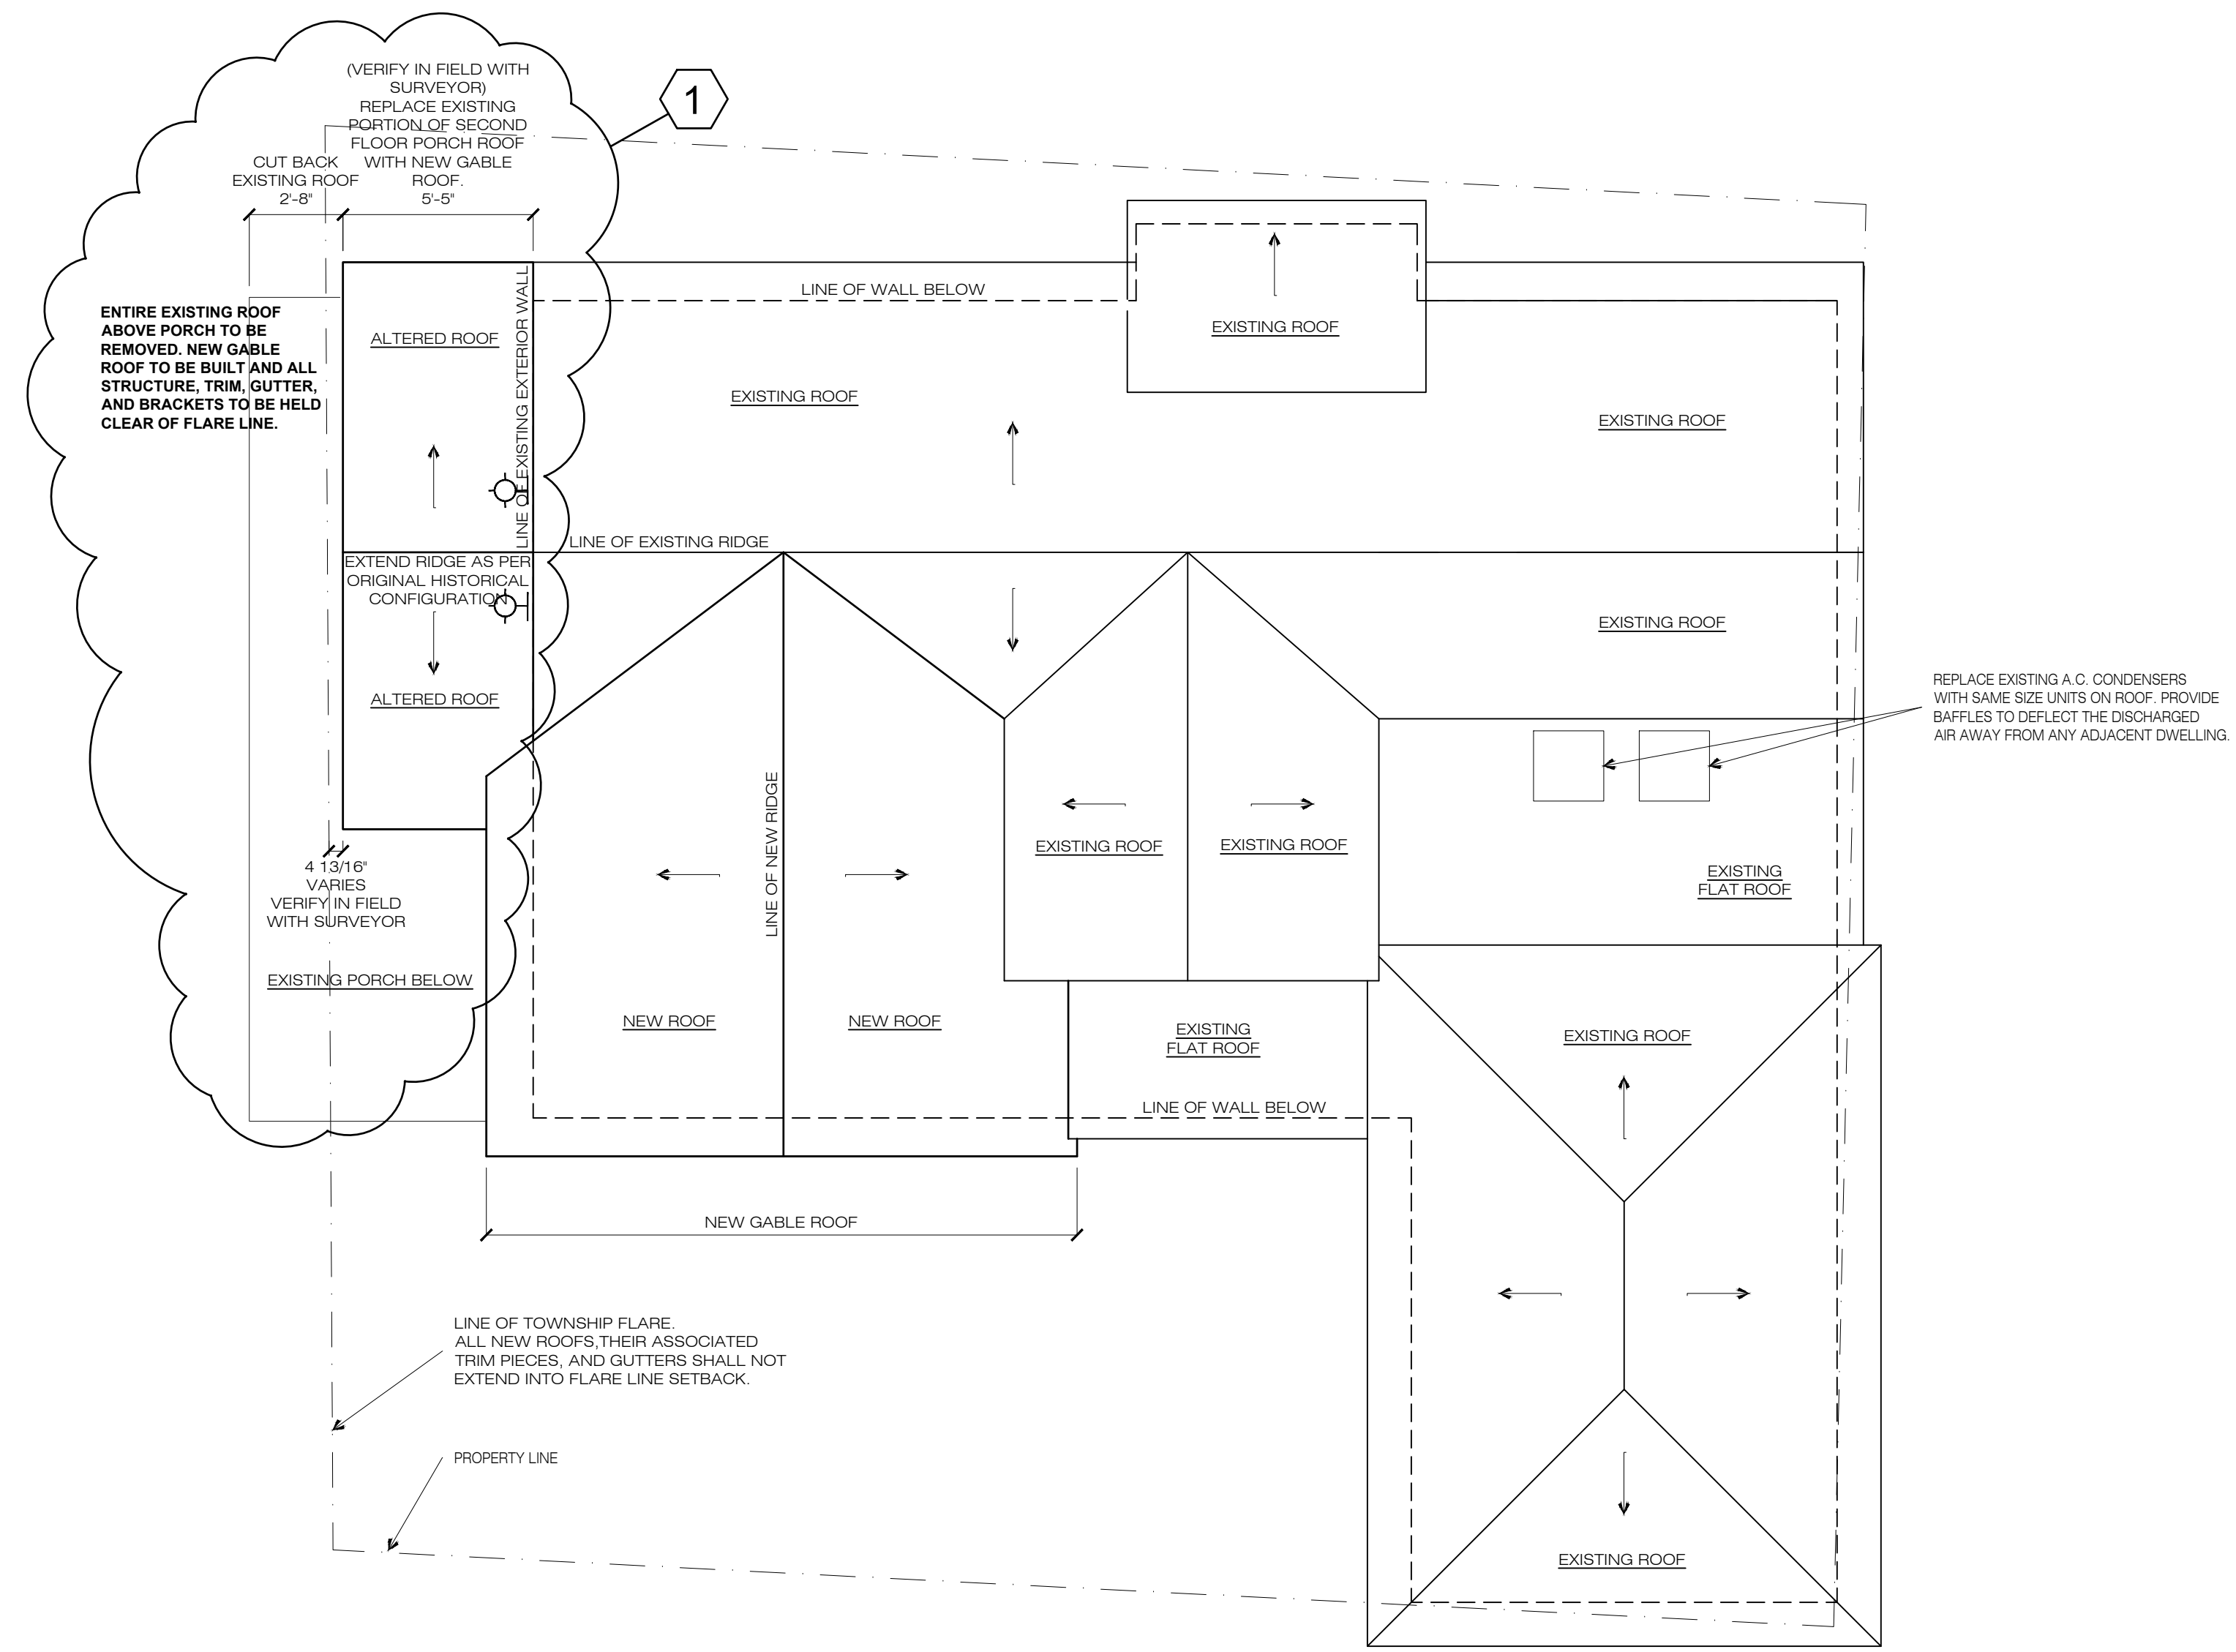 (VERIFY IN FIELD WITH
SURVEYOR)
REPLACE EXISTING
PORTION OF SECOND
FLOOR PORCH ROOF
WITH NEW GABLE
ROOF.
5'-5"
1
CUT BACK
EXISTING ROOF
2'-8"
ENTIRE EXISTING ROOF
ABOVE PORCH TO BE
REMOVED. NEW GABLE
ROOF TO BE BUILT AND ALL
STRUCTURE, TRIM, GUTTER,
AND BRACKETS TO BE HELD
CLEAR OF FLARE LINE.
ALTERED ROOF
LINE OF EXISTING EXTERIOR WALL
LINE OF WALL BELOW
EXISTING ROOF
EXISTING ROOF
EXISTING ROOF
LINE OF EXISTING RIDGE
EXTEND RIDGE AS PER
ORIGINAL HISTORICAL
CONFIGURATION
ALTERED ROOF
EXISTING ROOF
REPLACE EXISTING A.C. CONDENSERS
WITH SAME SIZE UNITS ON ROOF. PROVIDE
BAFFLES TO DEFLECT THE DISCHARGED
AIR AWAY FROM ANY ADJACENT DWELLING.
LINE OF NEW RIDGE
EXISTING ROOF
EXISTING ROOF
EXISTING
FLAT ROOF
4 13/16"
VARIES
VERIFY IN FIELD
WITH SURVEYOR
EXISTING PORCH BELOW
NEW ROOF
NEW ROOF
EXISTING
FLAT ROOF
EXISTING ROOF
LINE OF WALL BELOW
NEW GABLE ROOF
LINE OF TOWNSHIP FLARE.
ALL NEW ROOFS,THEIR ASSOCIATED
TRIM PIECES, AND GUTTERS SHALL NOT
EXTEND INTO FLARE LINE SETBACK.
PROPERTY LINE
EXISTING ROOF